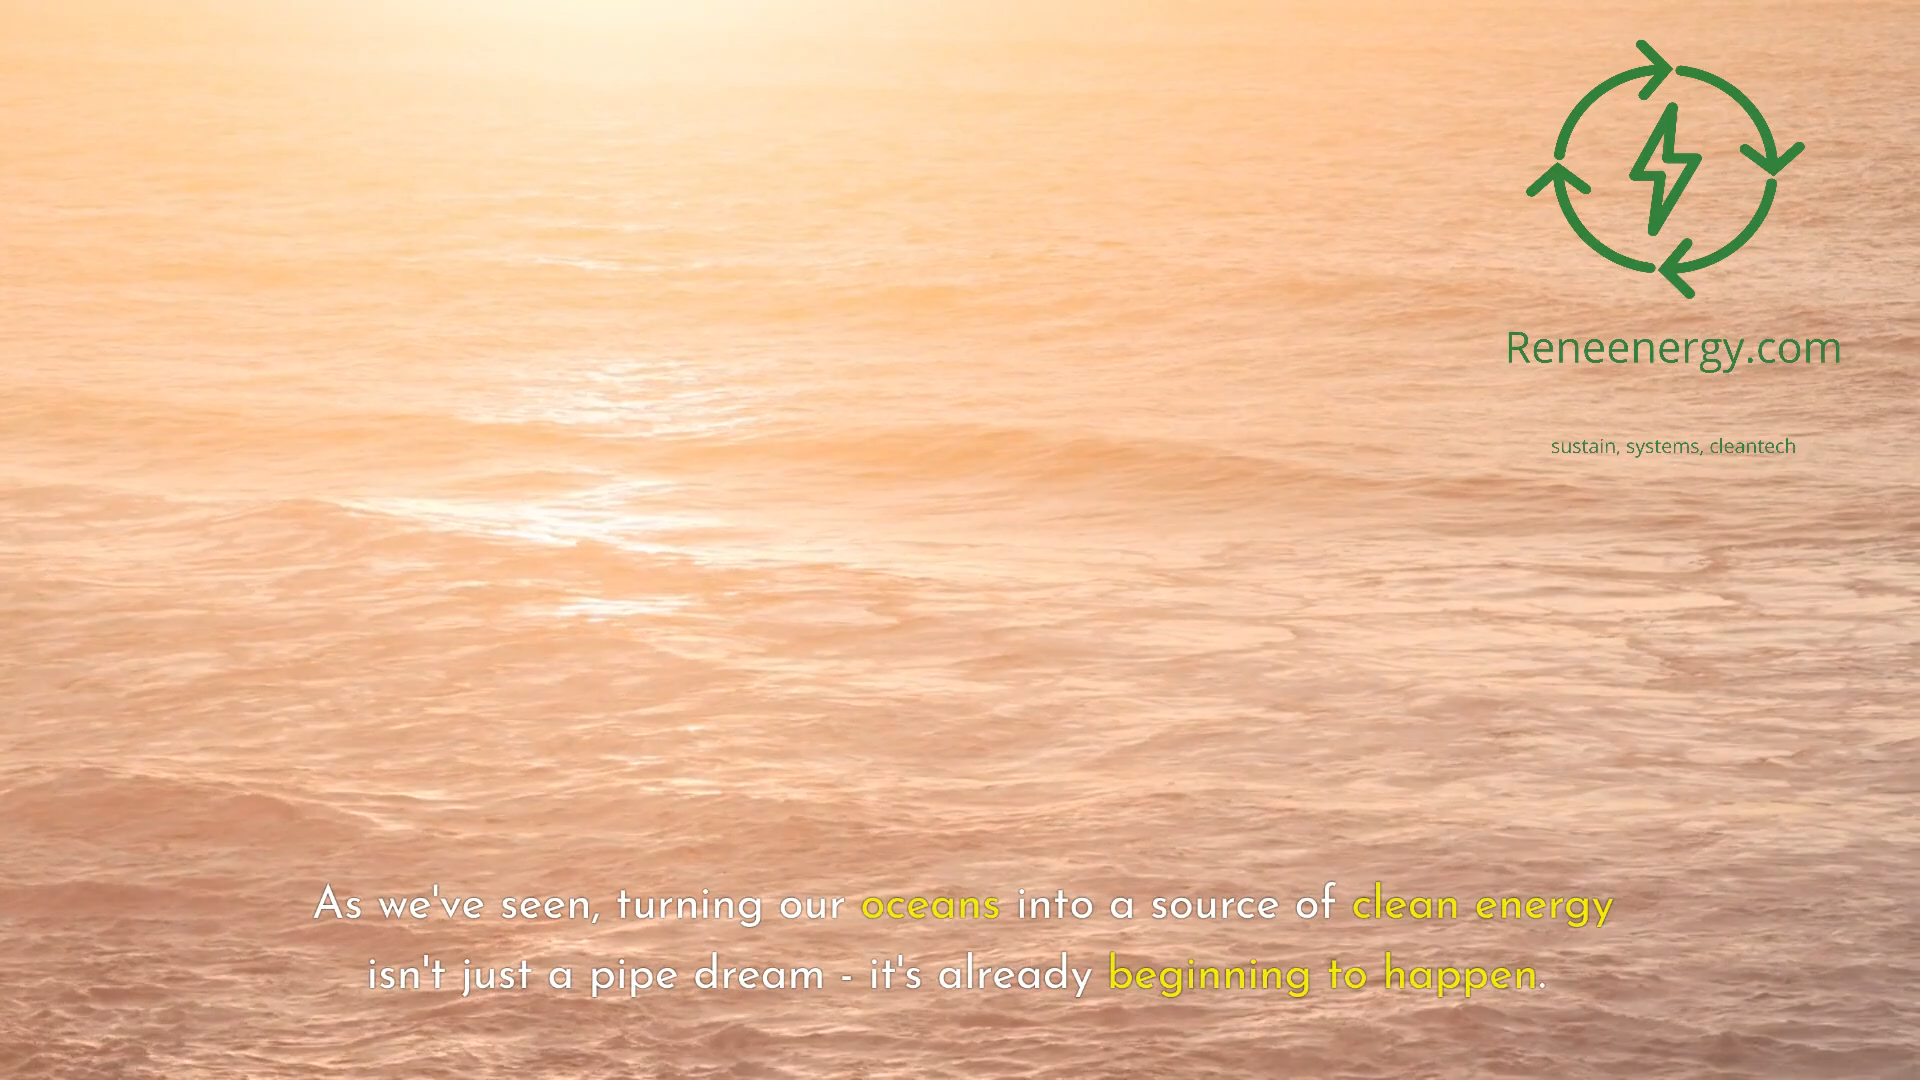 Reneenergy.com
sustain, systems, cleantech
As we've seen, turning our oceans into a source of clean energy
isn't just a pipe dream - it's already beginning to happen.